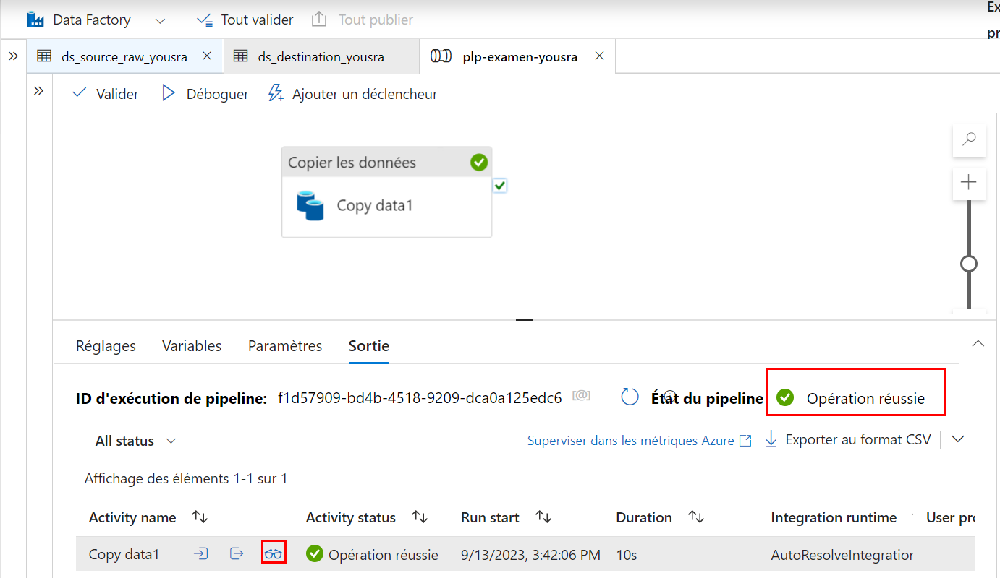 Data Factory Tout valider Tout publier
Ex
pr
ds_source_raw_yousra ds_destination_yousra plp-examen-yousra
Valider Déboguer Ajouter un déclencheur
Copier les données
Copy data1
Réglages Variables Paramètres Sortie
ID d'exécution de pipeline: f1d57909-bd4b-4518-9209-dca0a125edc6 [@] État du pipeline Opération réussie
All status Superviser dans les métriques Azure Exporter au format CSV
Affichage des éléments 1-1 sur 1
Activity name Activity status Run start Duration Integration runtime User pro
Copy data1 Opération réussie 9/13/2023, 3:42:06 PM 10s AutoResolveIntegration